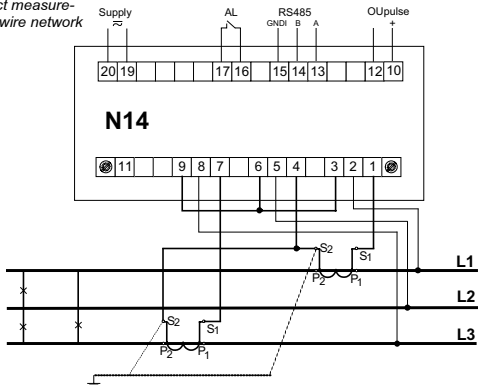 ct measure-
wire network
Supply AL RS485 OUpulse
GNDI B A +
20 19 17 16 15 14 13 12 10
N14
11 9 8 7 6 5 4 3 2 1
S2 S1
L1
P2 P1
L2
S2 S1
L3
P2 P1